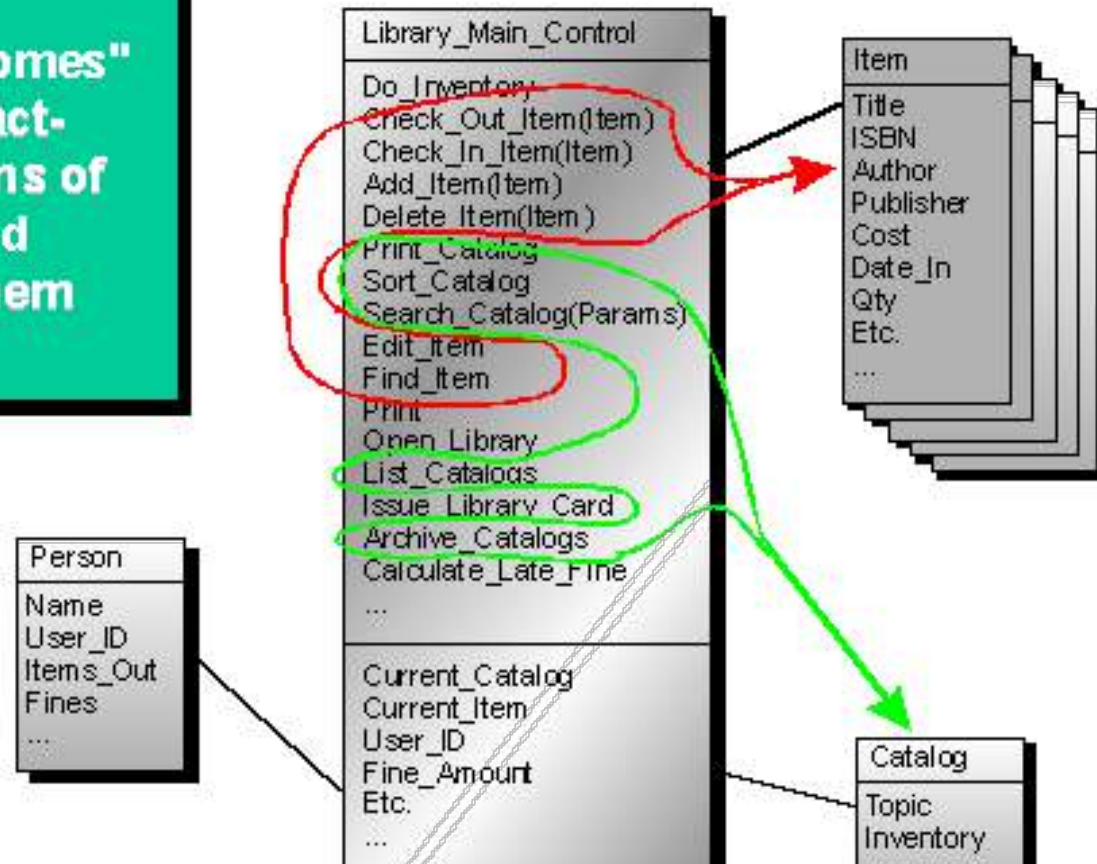 omes"
act-
ns of
d
em
Library_Main_Control
Do_Inventory
Check_Out_Item(Item)
Check_In_Item(Item)
Add_Item(Item)
Delete_Item(Item)
Print_Catalog
Sort_Catalog
Search_Catalog(Params)
Edit_Item
Find_Item
Print
Open_Library
List_Catalogs
Issue_Library_Card
Archive_Catalogs
Calculate_Late_Fine
...
Current_Catalog
Current_Item
User_ID
Fine_Amount
Etc.
...
Item
Title
ISBN
Author
Publisher
Cost
Date_In
Qty
Etc.
...
Person
Name
User_ID
Items_Out
Fines
...
Catalog
Topic
Inventory